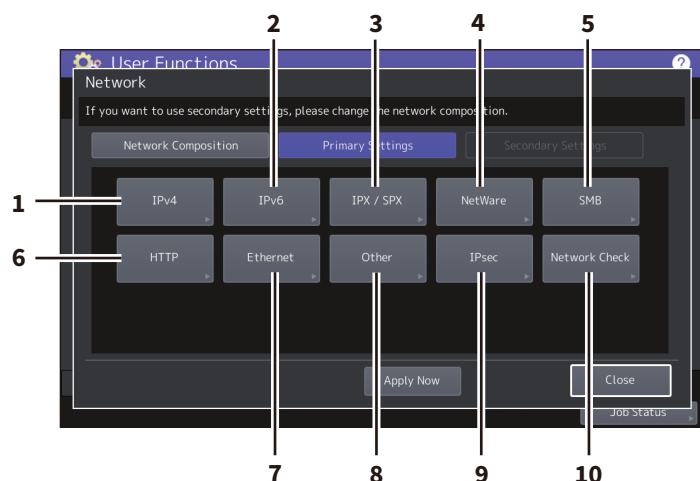 2 3 4 5
User Functions
?
Network
If you want to use secondary settings, please change the network composition.
Network Composition Primary Settings Secondary Settings
1 IPv4 IPv6 IPX / SPX NetWare SMB
6 HTTP Ethernet Other IPsec Network Check
Apply Now Close
Job Status
7 8 9 10